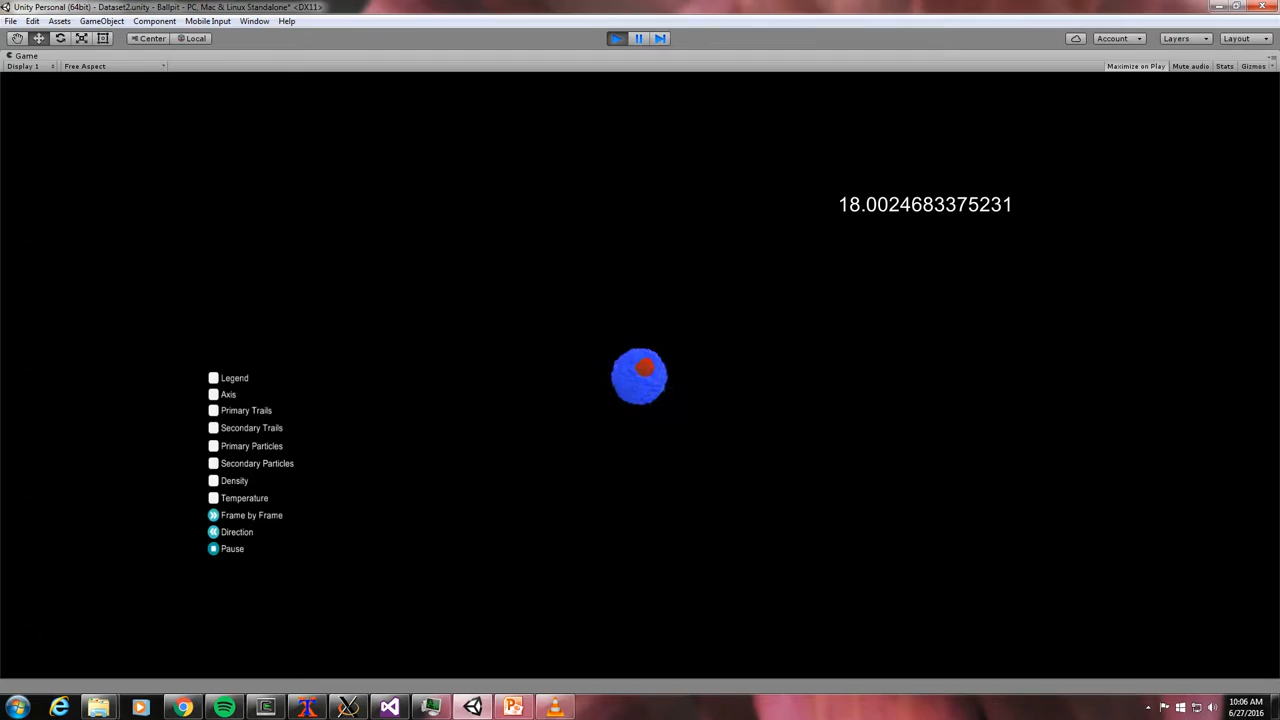 Unity Personal (64bit) - Dataset2.unity - Ballpit - PC, Mac & Linux Standalone* <DX11>
File Edit Assets GameObject Component Mobile Input Window Help
Center Local Account Layers Layout
Game
Display 1 Free Aspect Maximize on Play Mute audio Stats Gizmos
18.0024683375231
Legend
Axis
Primary Trails
Secondary Trails
Primary Particles
Secondary Particles
Density
Temperature
Frame by Frame
Direction
Pause
10:06 AM
6/27/2016